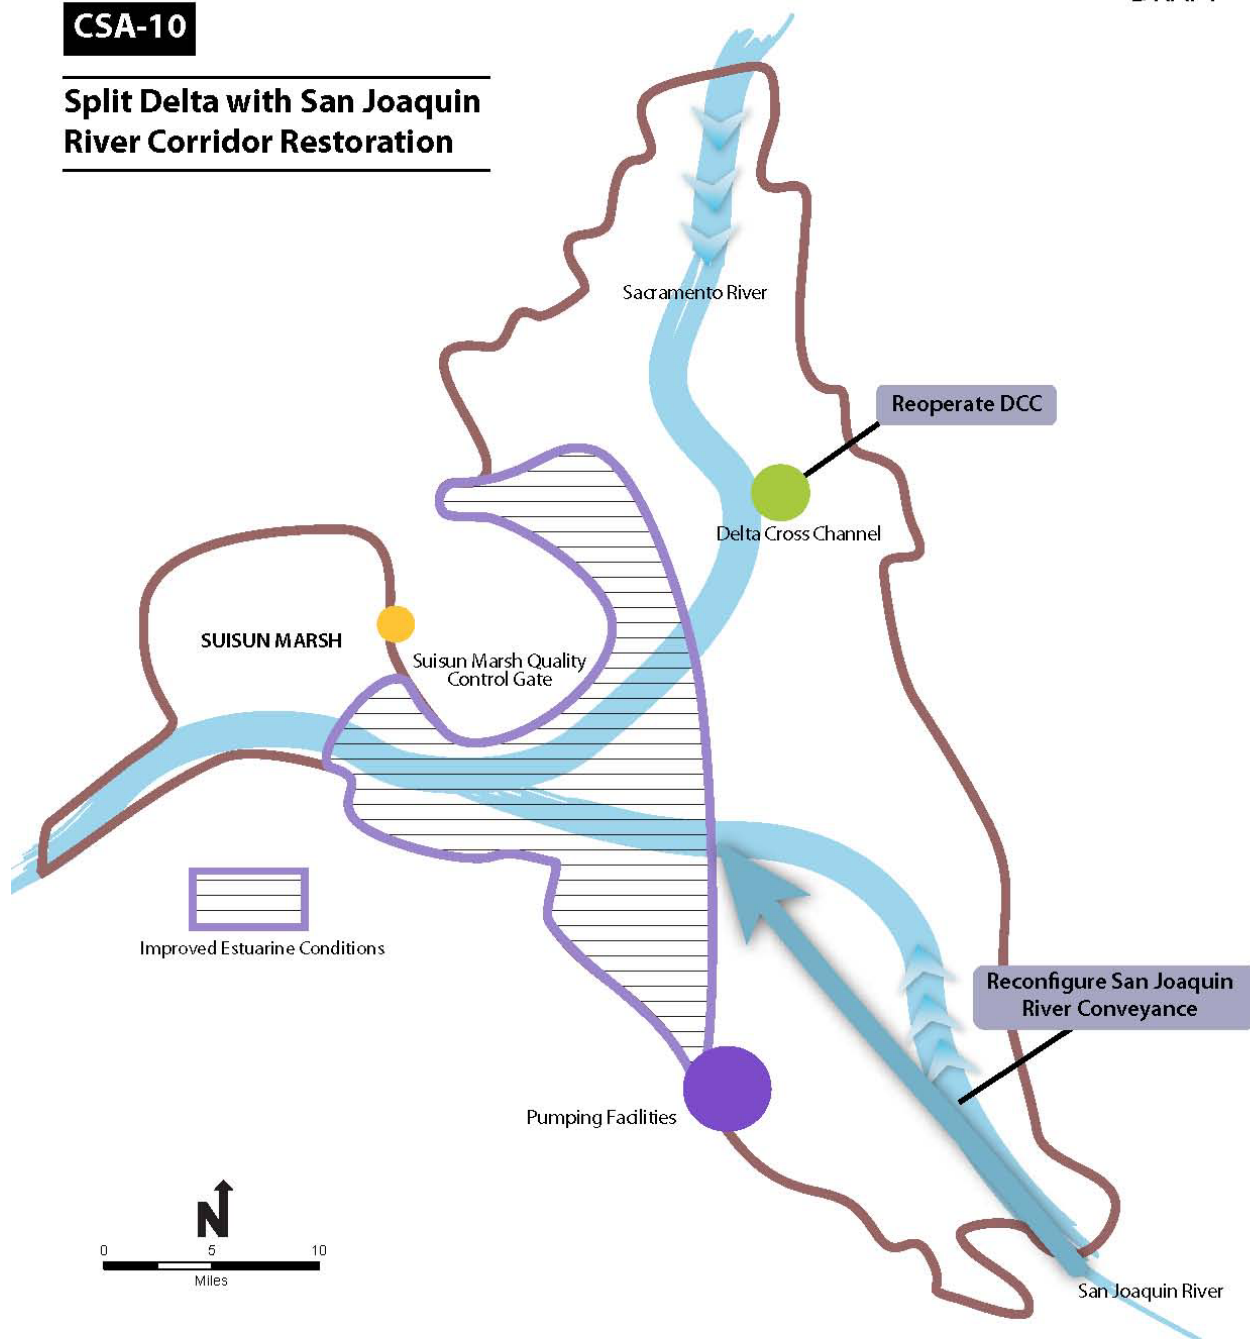 CSA-10
Split Delta with San Joaquin
River Corridor Restoration
Sacramento River
Reoperate DCC
Delta Cross Channel
SUISUN MARSH
Suisun Marsh Quality
Control Gate
Improved Estuarine Conditions
Reconfigure San Joaquin
River Conveyance
Pumping Facilities
N
0 5 10
Miles
San Joaquin River